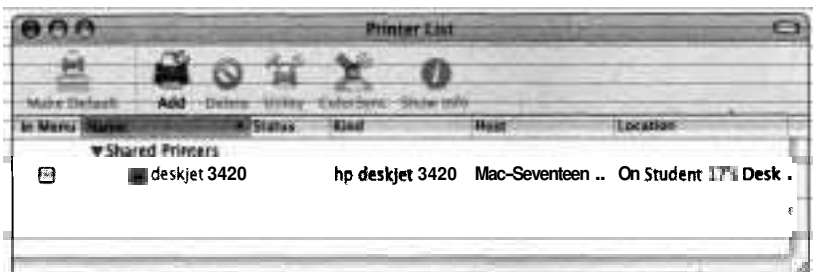 Printer List
Make Default Add Delete Utility ColorSync Show Info
In Menu Name Status Kind Host Location
▼ Shared Printers
deskjet 3420 hp deskjet 3420 Mac-Seventeen .. On Student 17's Desk .